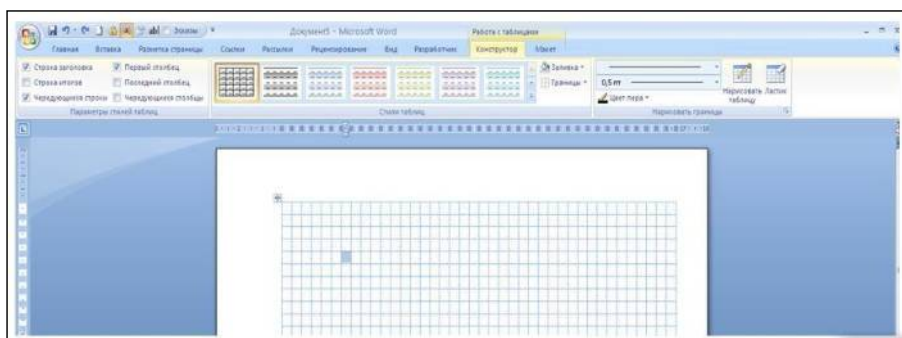 Документ5 - Microsoft Word
Работа с таблицами
Главная Вставка Разметка страницы Ссылки Рассылки Рецензирование Вид Разработчик Конструктор Макет
Строка заголовка Первый столбец
Строка итогов Последний столбец
Чередующиеся строки Чередующиеся столбцы
Параметры стилей таблиц
Стили таблиц
Заливка
Границы
0,5 пт
Цвет пера
Нарисовать таблицу
Ластик
Нарисовать границы